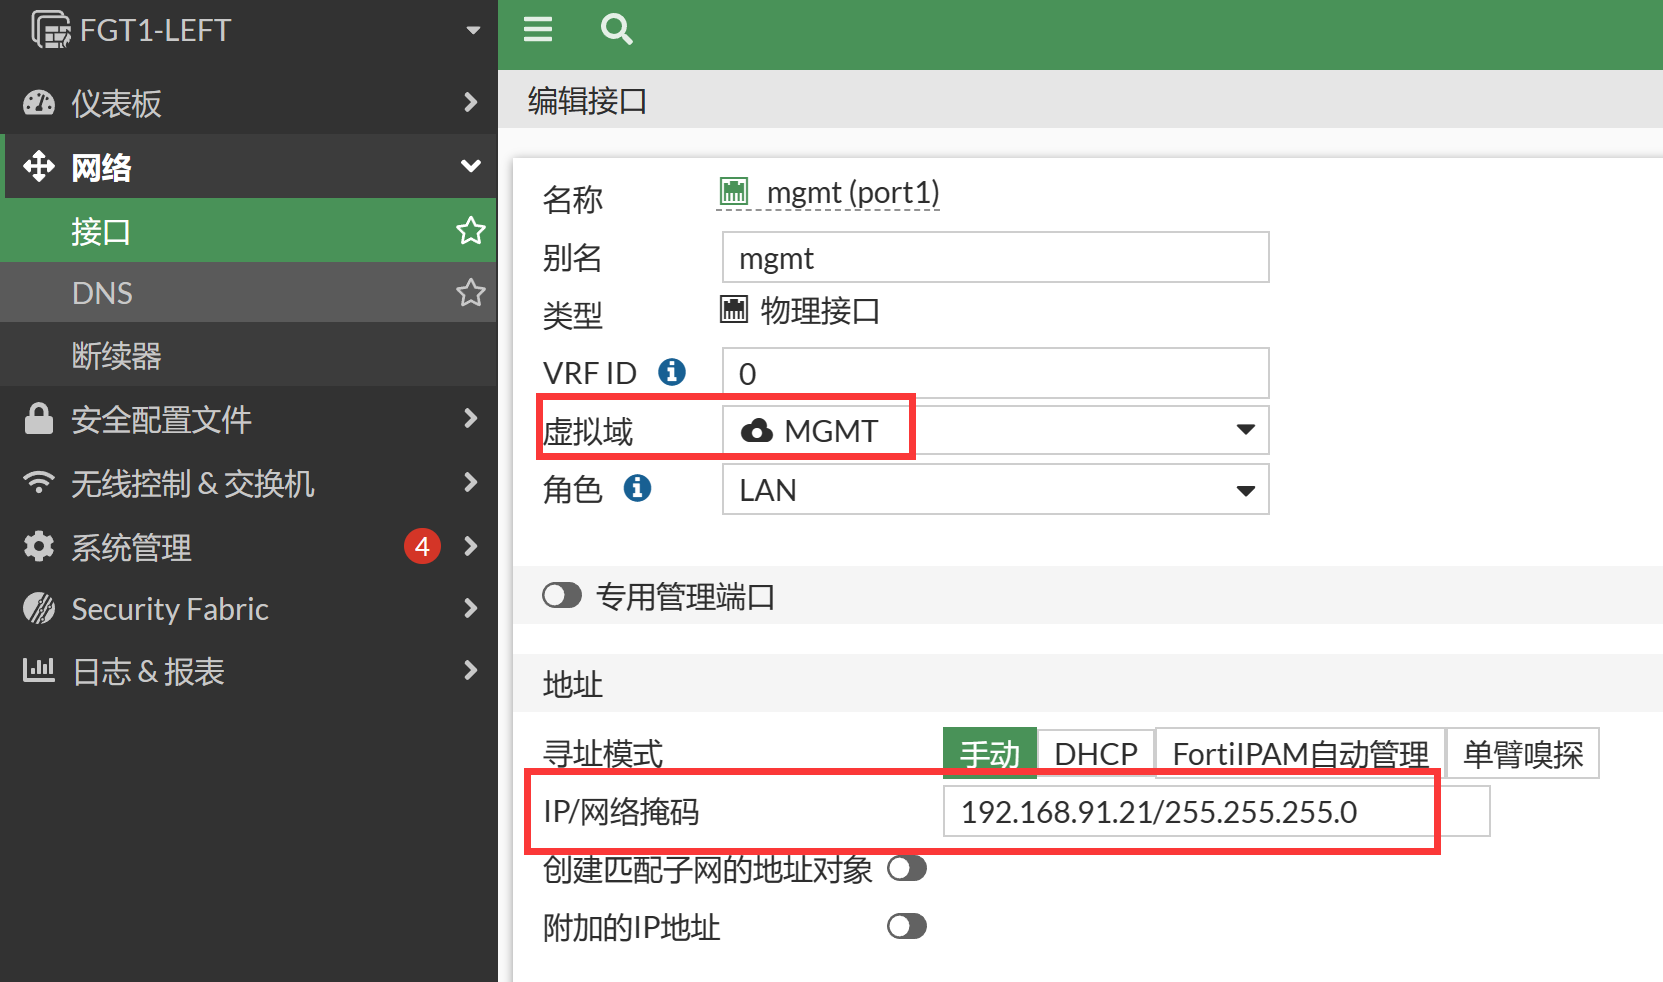 FGT1-LEFT
仪表板
网络
接口
DNS
断续器
安全配置文件
无线控制 & 交换机
系统管理 4
Security Fabric
日志 & 报表
编辑接口
名称 mgmt (port1)
别名 mgmt
类型 物理接口
VRF ID 0
虚拟域 MGMT
角色 LAN
专用管理端口
地址
寻址模式 手动 DHCP FortiIPAM自动管理 单臂嗅探
IP/网络掩码 192.168.91.21/255.255.255.0
创建匹配子网的地址对象
附加的IP地址